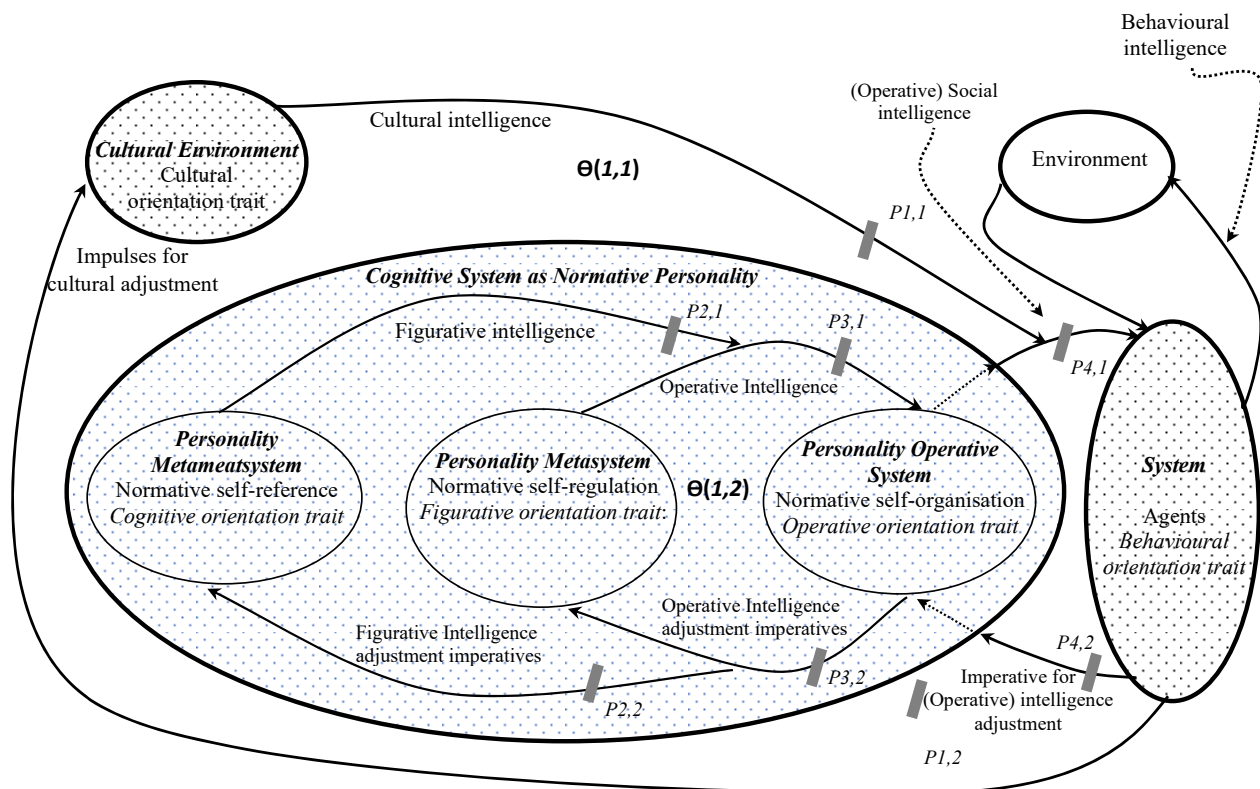 Behavioural
intelligence
(Operative) Social
intelligence
Cultural intelligence
Environment
Cultural Environment
Cultural
orientation trait
Ɵ(1,1)
P1,1
Impulses for
cultural adjustment
Cognitive System as Normative Personality
P2,1
P3,1
Figurative intelligence
P4,1
Operative Intelligence
Personality
Metameatsystem
Normative self-reference
Cognitive orientation trait
Personality Metasystem
Normative self-regulation
Figurative orientation trait:
Ɵ(1,2)
Personality Operative
System
Normative self-organisation
Operative orientation trait
System
Agents
Behavioural
orientation trait
Operative Intelligence
adjustment imperatives
Figurative Intelligence
adjustment imperatives
P4,2
P3,2
Imperative for
(Operative) intelligence
adjustment
P2,2
P1,2